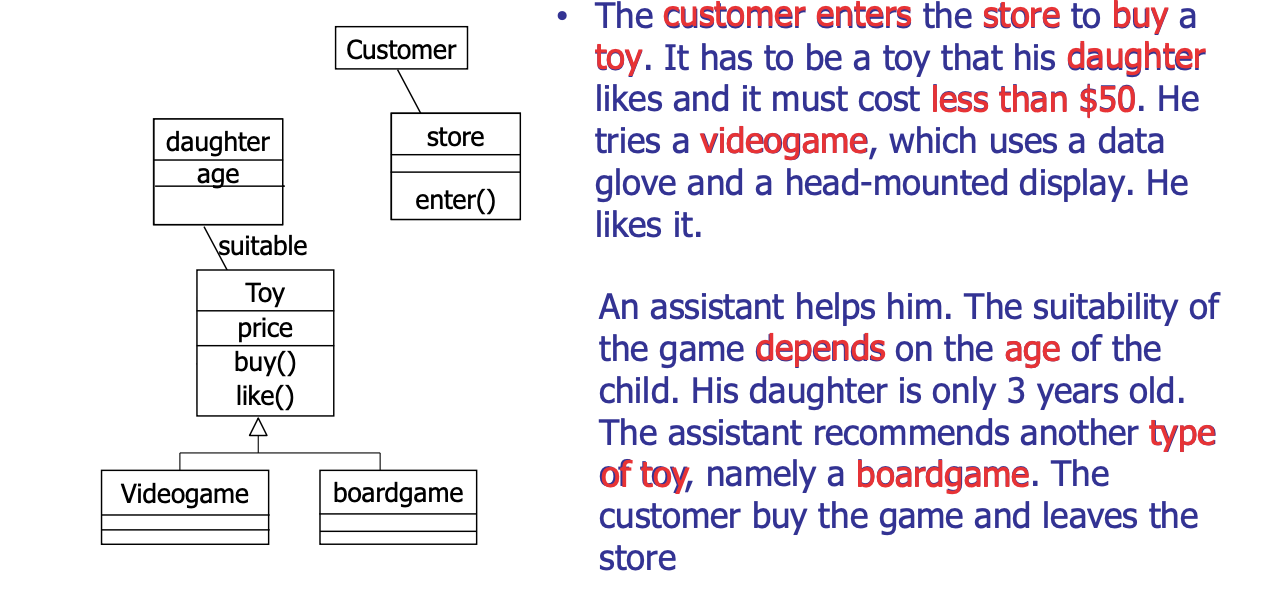 Customer
store
enter()
daughter
age
suitable
Toy
price
buy()
like()
Videogame
boardgame
• The customer enters the store to buy a
toy. It has to be a toy that his daughter
likes and it must cost less than $50. He
tries a videogame, which uses a data
glove and a head-mounted display. He
likes it.
An assistant helps him. The suitability of
the game depends on the age of the
child. His daughter is only 3 years old.
The assistant recommends another type
of toy, namely a boardgame. The
customer buy the game and leaves the
store